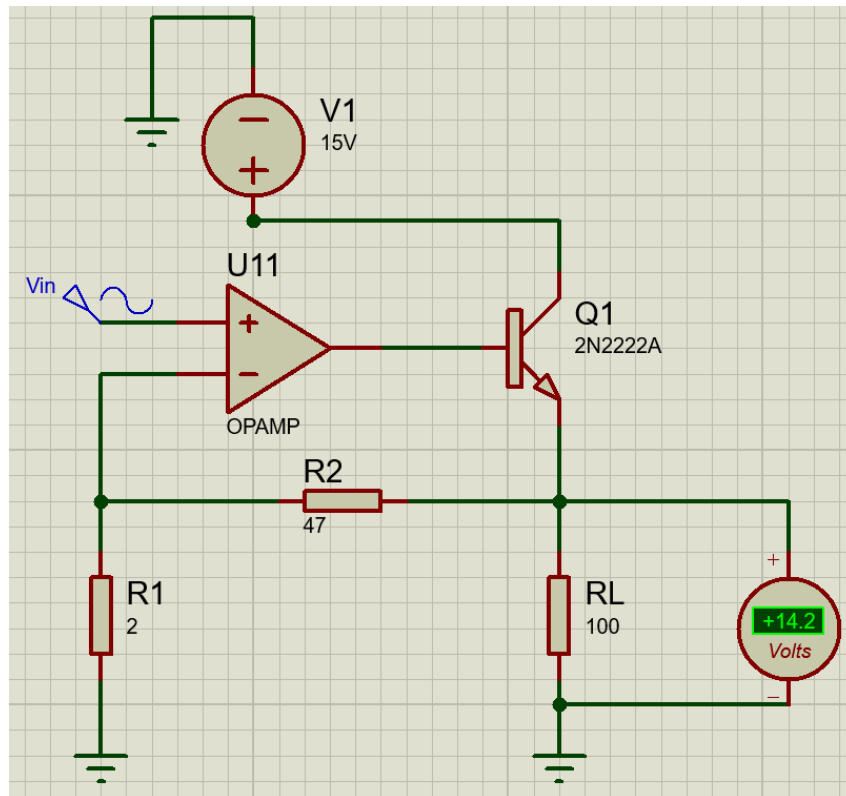 V1
15V
U11
Vin
Q1
2N2222A
OPAMP
R2
47
R1
2
RL
100
+14.2
Volts